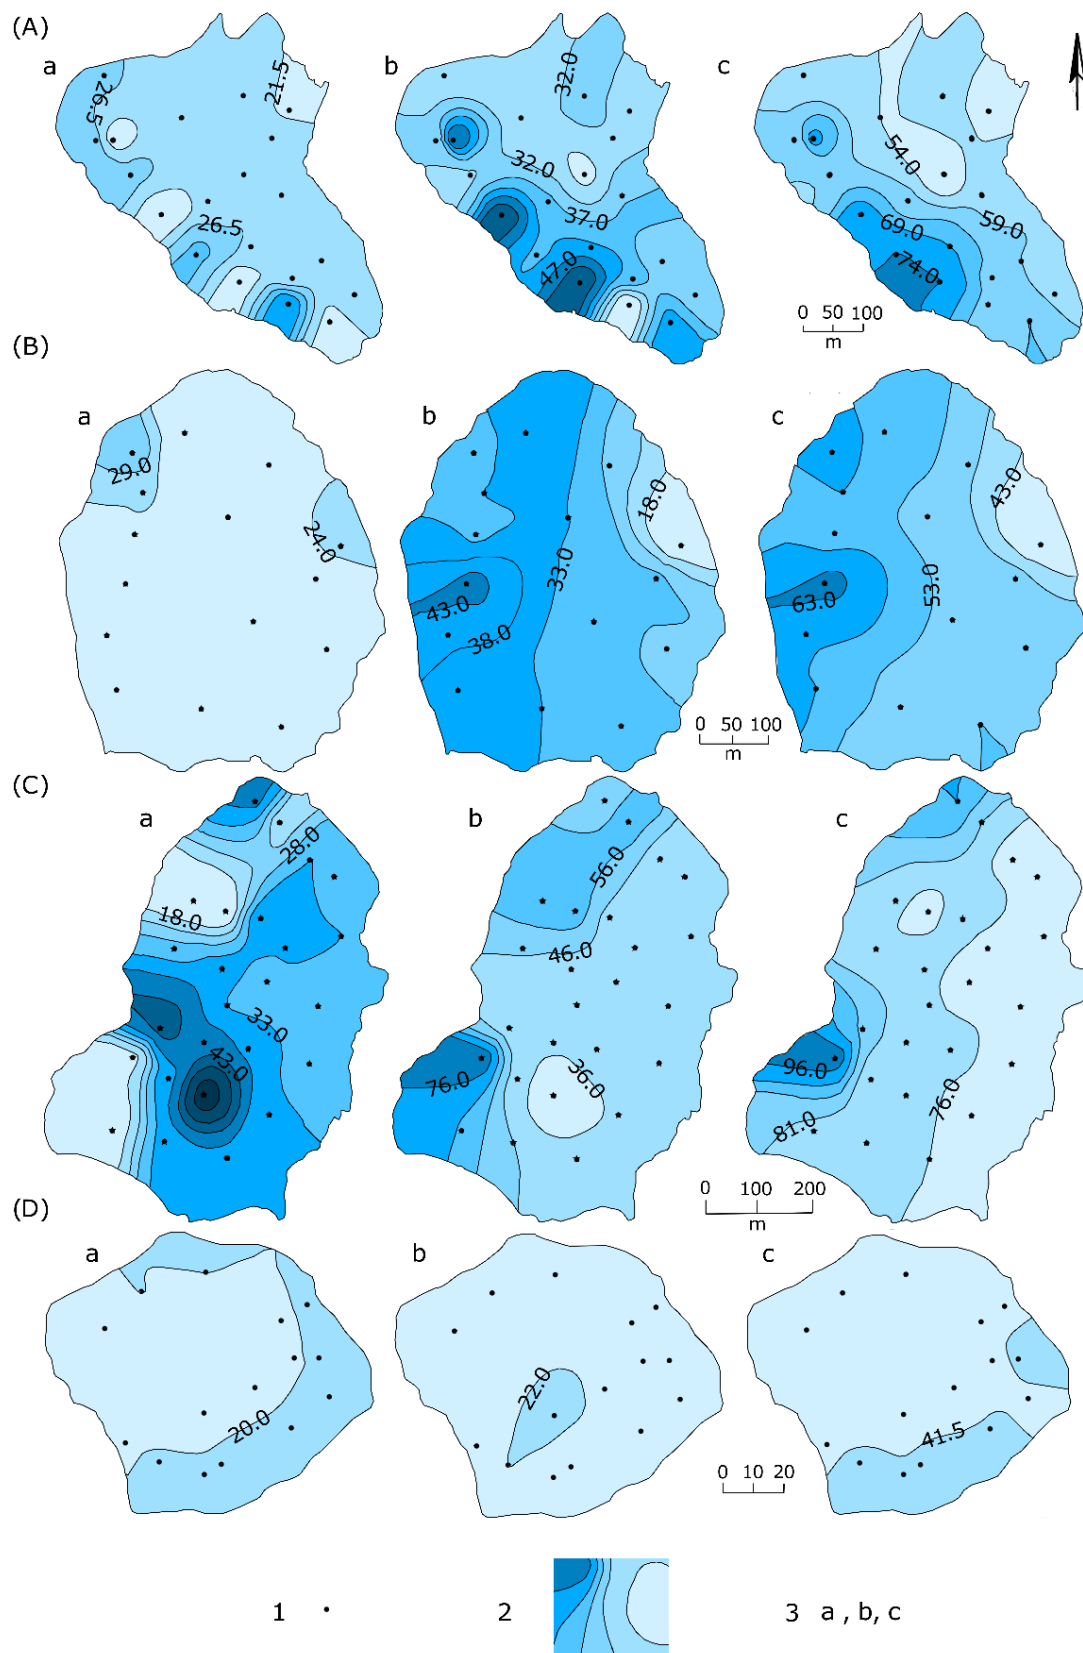 (A)
a
b
c
26.5
21.5
26.5
32.0
32.0
37.0
47.0
54.0
59.0
69.0
74.0
0 50 100
m
(B)
a
b
c
29.0
24.0
18.0
33.0
43.0
38.0
43.0
53.0
63.0
0 50 100
m
(C)
a
b
c
28.0
18.0
33.0
43.0
56.0
46.0
76.0
36.0
96.0
81.0
76.0
0 100 200
m
(D)
a
b
c
20.0
22.0
41.5
0 10 20
m
1
2
3 a , b, c